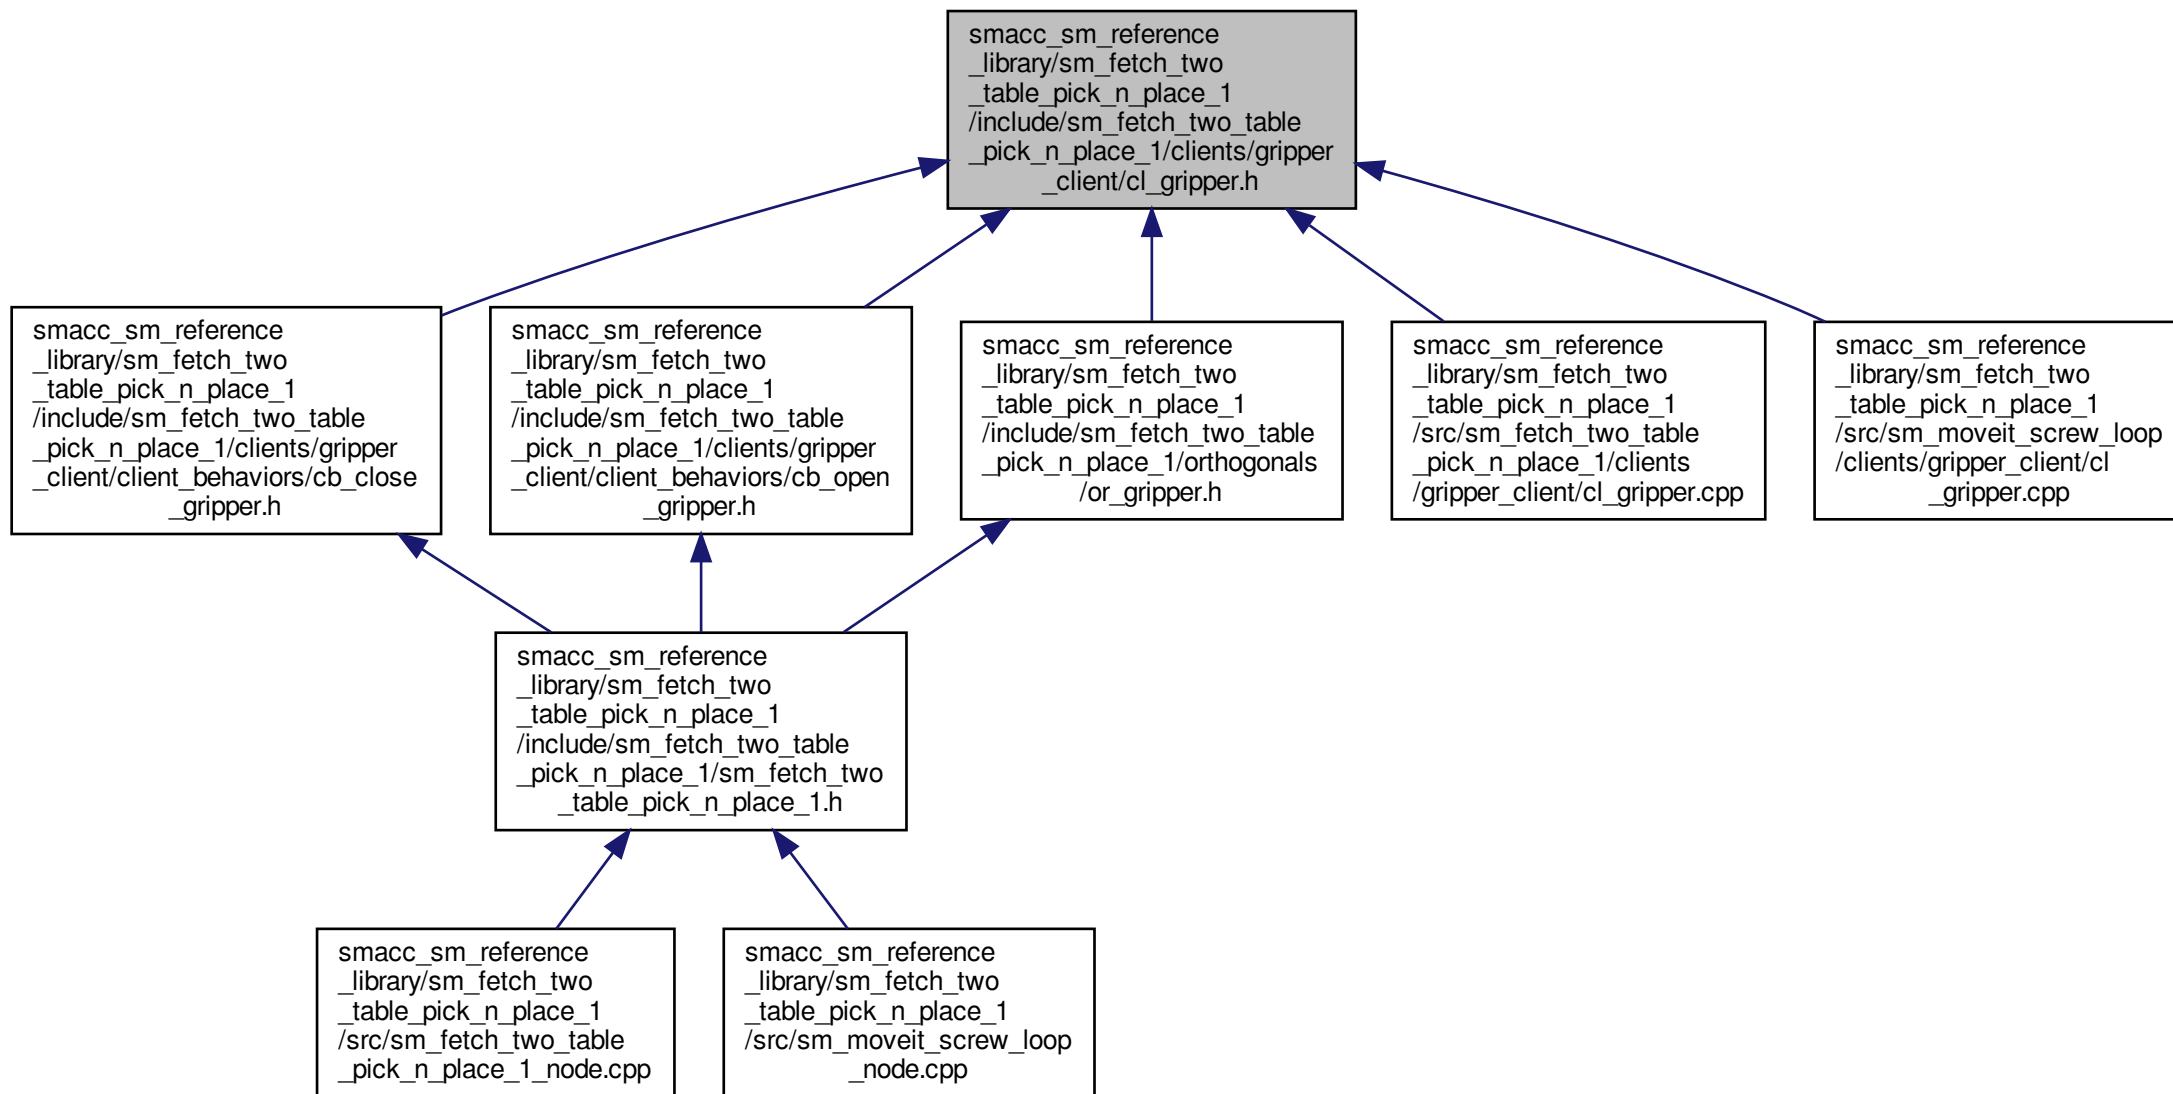 smacc_sm_reference
_library/sm_fetch_two
_table_pick_n_place_1
/include/sm_fetch_two_table
_pick_n_place_1/clients/gripper
_client/cl_gripper.h
smacc_sm_reference
_library/sm_fetch_two
_table_pick_n_place_1
/include/sm_fetch_two_table
_pick_n_place_1/clients/gripper
_client/client_behaviors/cb_close
_gripper.h
smacc_sm_reference
_library/sm_fetch_two
_table_pick_n_place_1
/include/sm_fetch_two_table
_pick_n_place_1/clients/gripper
_client/client_behaviors/cb_open
_gripper.h
smacc_sm_reference
_library/sm_fetch_two
_table_pick_n_place_1
/include/sm_fetch_two_table
_pick_n_place_1/orthogonals
/or_gripper.h
smacc_sm_reference
_library/sm_fetch_two
_table_pick_n_place_1
/src/sm_fetch_two_table
_pick_n_place_1/clients
/gripper_client/cl_gripper.cpp
smacc_sm_reference
_library/sm_fetch_two
_table_pick_n_place_1
/src/sm_moveit_screw_loop
/clients/gripper_client/cl
_gripper.cpp
smacc_sm_reference
_library/sm_fetch_two
_table_pick_n_place_1
/include/sm_fetch_two_table
_pick_n_place_1/sm_fetch_two
_table_pick_n_place_1.h
smacc_sm_reference
_library/sm_fetch_two
_table_pick_n_place_1
/src/sm_fetch_two_table
_pick_n_place_1_node.cpp
smacc_sm_reference
_library/sm_fetch_two
_table_pick_n_place_1
/src/sm_moveit_screw_loop
_node.cpp